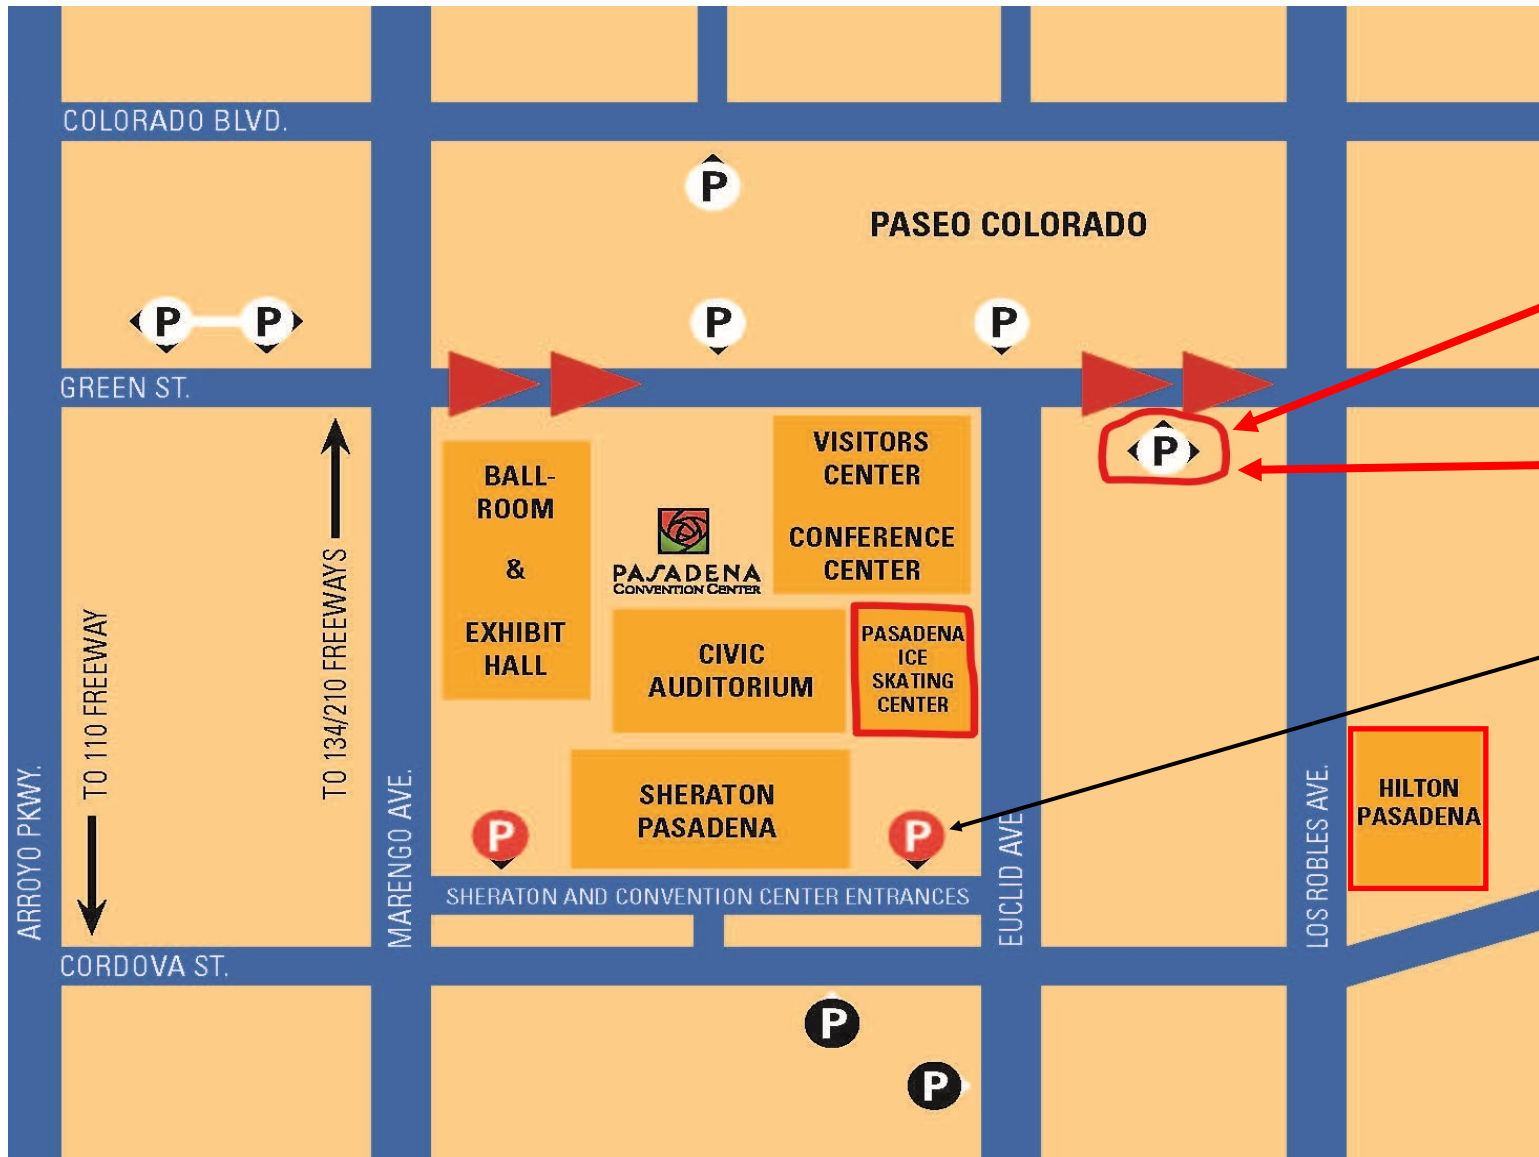 COLORADO BLVD.
P
PASEO COLORADO
P P
P
P
GREEN ST.
P
VISITORS
CENTER
CONFERENCE
CENTER
BALL-
ROOM
&
EXHIBIT
HALL
PASADENA
CONVENTION CENTER
CIVIC
AUDITORIUM
PASADENA
ICE
SKATING
CENTER
TO 110 FREEWAY
TO 134/210 FREEWAYS
SHERATON
PASADENA
P
P
HILTON
PASADENA
ARROYO PKWY.
MARENGO AVE.
EUCLID AVE
LOS ROBLES AVE.
SHERATON AND CONVENTION CENTER ENTRANCES
CORDOVA ST.
P
P